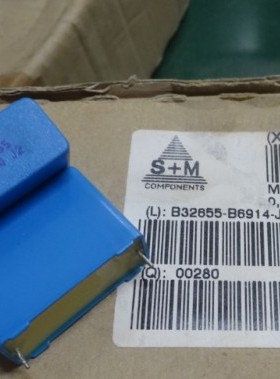 S+M
COMPONENTS
(L): B32655-B6914-J
(Q): 00280